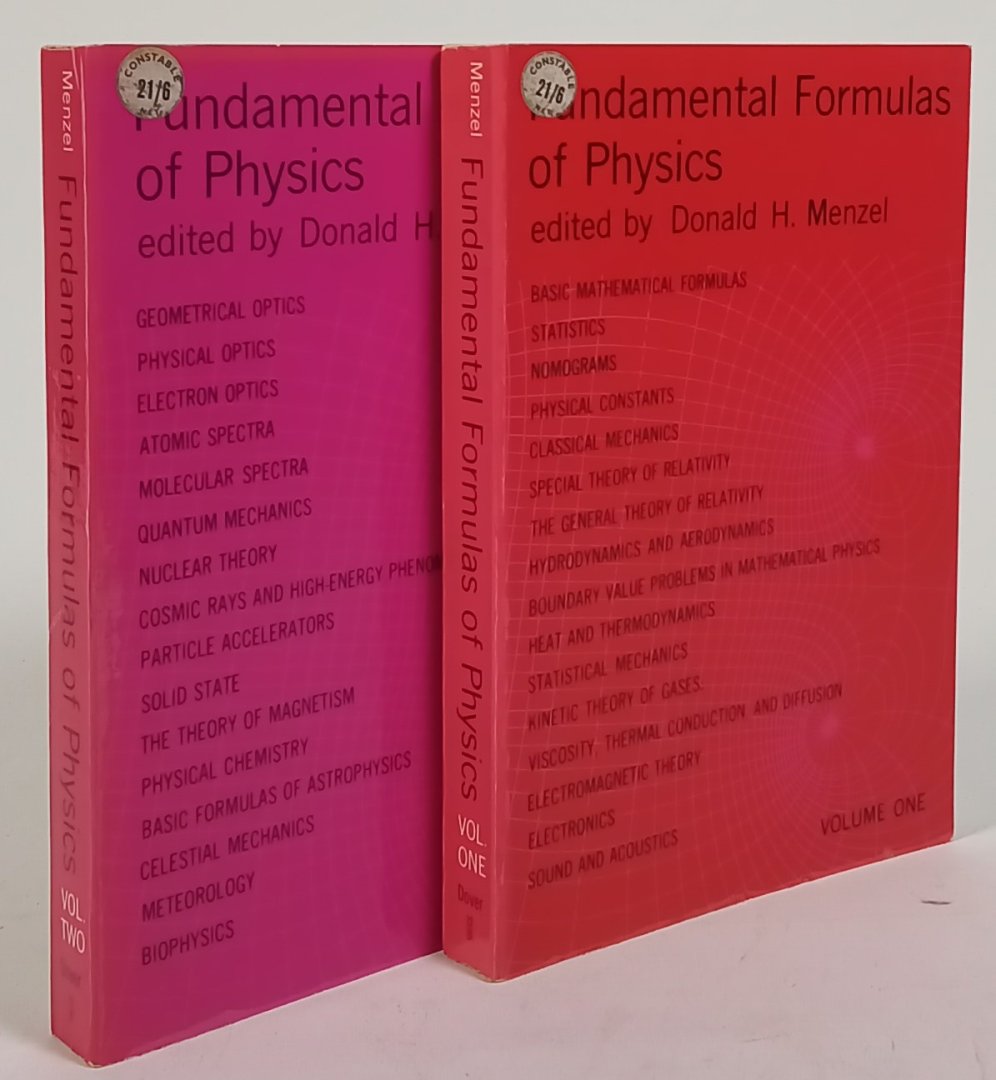 Menzel
Fundamental Formulas of Physics
VOL.
TWO
CONSTABLE
21/6
Fundamental
of Physics
edited by Donald H.
GEOMETRICAL OPTICS
PHYSICAL OPTICS
ELECTRON OPTICS
ATOMIC SPECTRA
MOLECULAR SPECTRA
QUANTUM MECHANICS
NUCLEAR THEORY
COSMIC RAYS AND HIGH-ENERGY PHENOM
PARTICLE ACCELERATORS
SOLID STATE
THE THEORY OF MAGNETISM
PHYSICAL CHEMISTRY
BASIC FORMULAS OF ASTROPHYSICS
CELESTIAL MECHANICS
METEOROLOGY
BIOPHYSICS
Menzel
Fundamental Formulas of Physics
VOL.
ONE
Dover
CONSTABLE
21/6
Fundamental Formulas
of Physics
edited by Donald H. Menzel
BASIC MATHEMATICAL FORMULAS
STATISTICS
NOMOGRAMS
PHYSICAL CONSTANTS
CLASSICAL MECHANICS
SPECIAL THEORY OF RELATIVITY
THE GENERAL THEORY OF RELATIVITY
HYDRODYNAMICS AND AERODYNAMICS
BOUNDARY VALUE PROBLEMS IN MATHEMATICAL PHYSICS
HEAT AND THERMODYNAMICS
STATISTICAL MECHANICS
KINETIC THEORY OF GASES.
VISCOSITY, THERMAL CONDUCTION AND DIFFUSION
ELECTROMAGNETIC THEORY
ELECTRONICS
SOUND AND ACOUSTICS
VOLUME ONE